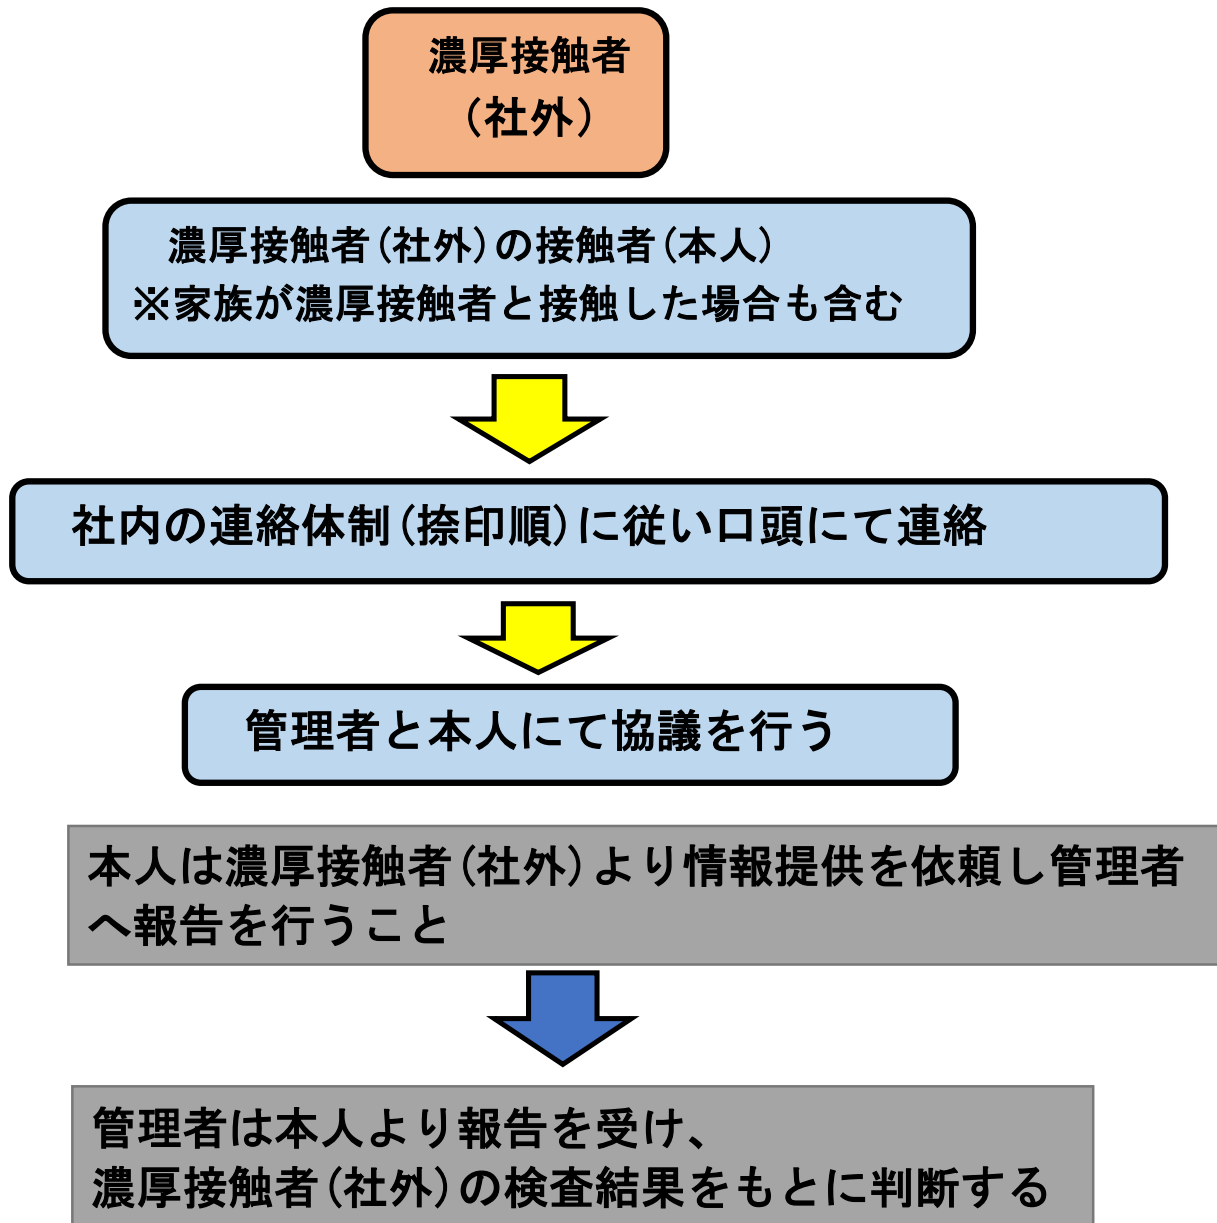 濃厚接触者
（社外）
濃厚接触者（社外）の接触者（本人）
※家族が濃厚接触者と接触した場合も含む
社内の連絡体制（捺印順）に従い口頭にて連絡
管理者と本人にて協議を行う
本人は濃厚接触者（社外）より情報提供を依頼し管理者
へ報告を行うこと
管理者は本人より報告を受け、
濃厚接触者（社外）の検査結果をもとに判断する